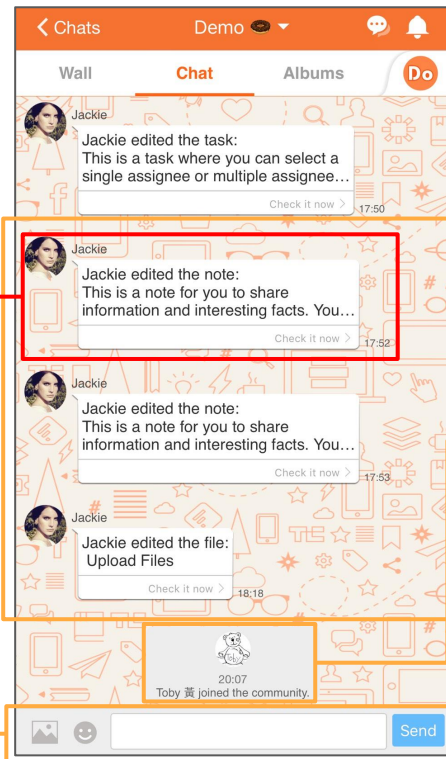 Chats
Demo
Wall
Chat
Albums
Do
Jackie
Jackie edited the task:
This is a task where you can select a
single assignee or multiple assignee…
Check it now >
17:50
Jackie
Jackie edited the note:
This is a note for you to share
information and interesting facts. You…
Check it now >
17:52
Jackie
Jackie edited the note:
This is a note for you to share
information and interesting facts. You…
Check it now >
17:53
Jackie
Jackie edited the file:
Upload Files
Check it now >
18:18
Toby
20:07
Toby 黃 joined the community.
Send